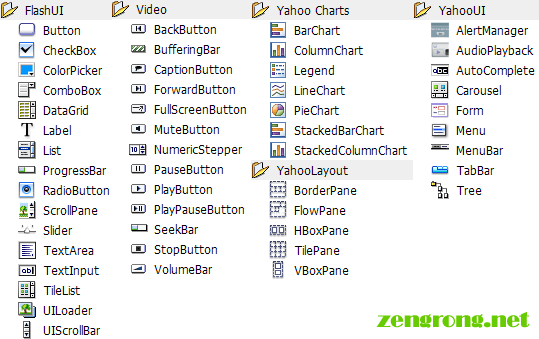 FlashUI
Button
CheckBox
ColorPicker
ComboBox
DataGrid
Label
List
ProgressBar
RadioButton
ScrollPane
Slider
TextArea
TextInput
TileList
UILoader
UIScrollBar
Video
BackButton
BufferingBar
CaptionButton
ForwardButton
FullScreenButton
MuteButton
NumericStepper
PauseButton
PlayButton
PlayPauseButton
SeekBar
StopButton
VolumeBar
Yahoo Charts
BarChart
ColumnChart
Legend
LineChart
PieChart
StackedBarChart
StackedColumnChart
YahooLayout
BorderPane
FlowPane
HBoxPane
TilePane
VBoxPane
YahooUI
AlertManager
AudioPlayback
AutoComplete
Carousel
Form
Menu
MenuBar
TabBar
Tree
zengrong.net